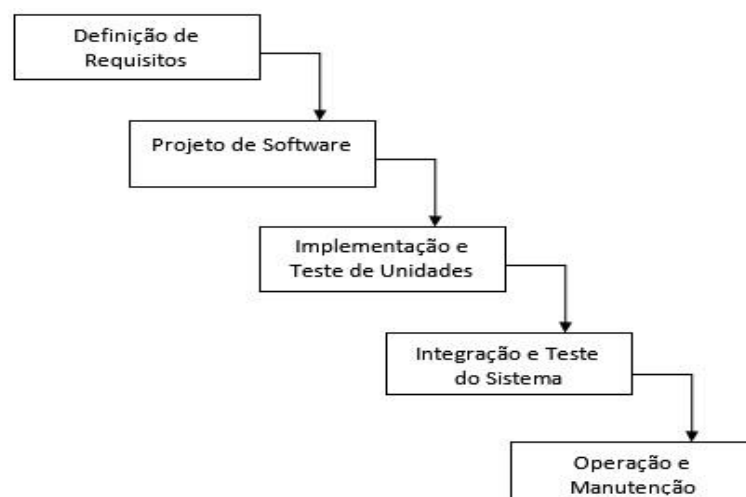 Definição de
Requisitos
Projeto de Software
Implementação e
Teste de Unidades
Integração e Teste
do Sistema
Operação e
Manutenção